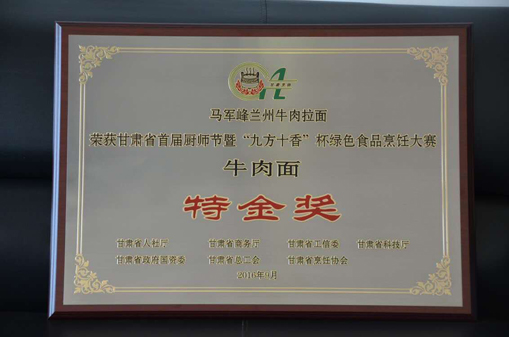 马军峰兰州牛肉拉面
荣获甘肃省首届厨师节暨“九方十香”杯绿色食品烹饪大赛
牛肉面
特金奖
甘肃省人社厅 甘肃省商务厅 甘肃省工信委 甘肃省科技厅
甘肃省政府国资委 甘肃省总工会 甘肃省烹饪协会
2016年9月